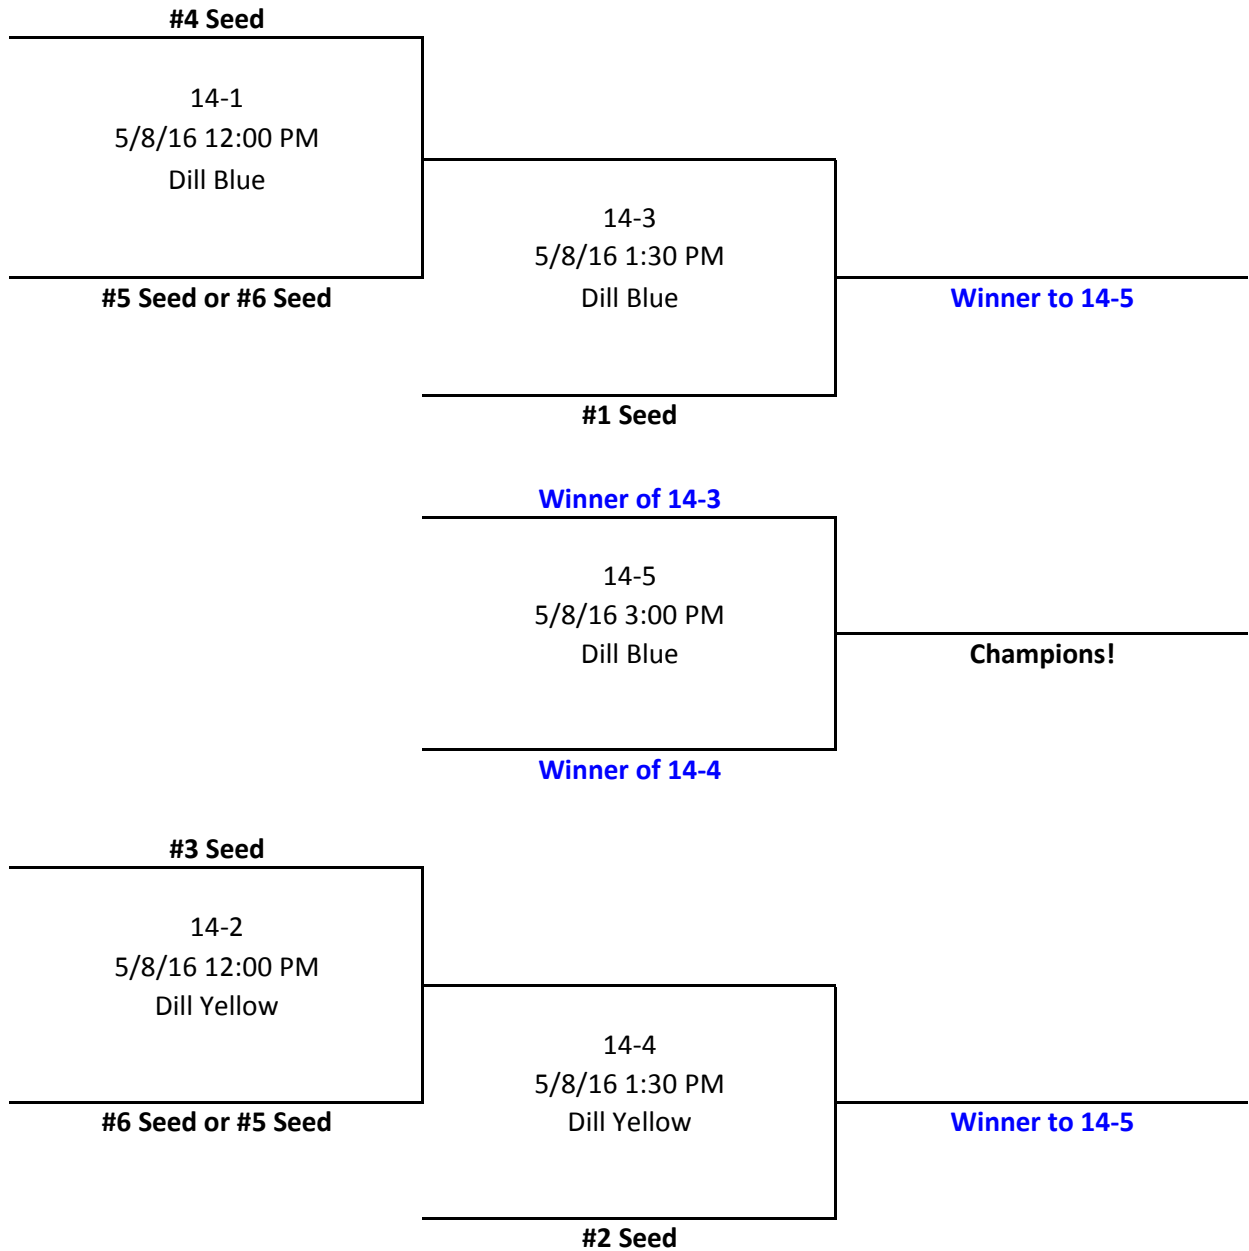 #4 Seed
14-1
5/8/16 12:00 PM
Dill Blue
#5 Seed or #6 Seed
14-3
5/8/16 1:30 PM
Dill Blue
#1 Seed
Winner to 14-5
Winner of 14-3
14-5
5/8/16 3:00 PM
Dill Blue
Winner of 14-4
Champions!
#3 Seed
14-2
5/8/16 12:00 PM
Dill Yellow
#6 Seed or #5 Seed
14-4
5/8/16 1:30 PM
Dill Yellow
#2 Seed
Winner to 14-5